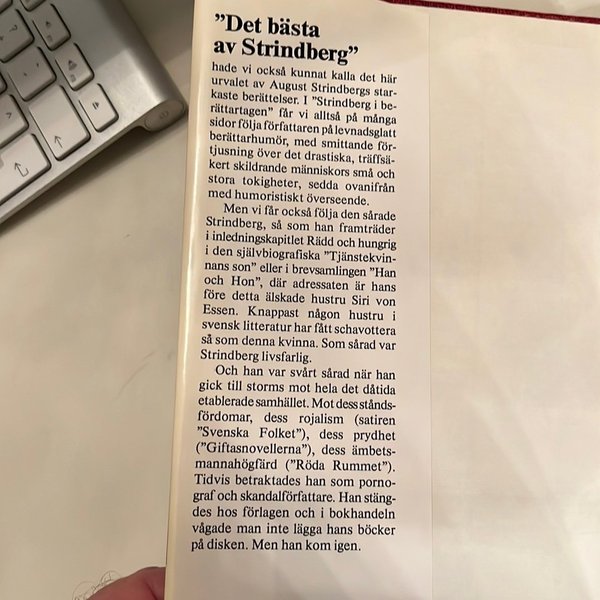 ”Det bästa
av Strindberg”
hade vi också kunnat kalla det här
urvalet av August Strindbergs star-
kaste berättelser. I ”Strindberg i be-
rättartagen” får vi alltså på många
sidor följa författaren på levnadsglatt
berättarhumör, med smittande för-
tjusning över det drastiska, träffsä-
kert skildrande människors små och
stora tokigheter, sedda ovanifrån
med humoristiskt överseende.
Men vi får också följa den sårade
Strindberg, så som han framträder
i inledningskapitlet Rädd och hungrig
i den självbiografiska ”Tjänstekvin-
nans son” eller i brevsamlingen ”Han
och Hon”, där adressaten är hans
före detta älskade hustru Siri von
Essen. Knappast någon hustru i
svensk litteratur har fått schavottera
så som denna kvinna. Som sårad var
Strindberg livsfarlig.
Och han var svårt sårad när han
gick till storms mot hela det dåtida
etablerade samhället. Mot dess stånds-
fördomar, dess rojalism (satiren
”Svenska Folket”), dess prydhet
(”Giftasnovellerna”), dess ämbets-
mannahögfärd (”Röda Rummet”).
Tidvis betraktades han som porno-
graf och skandalförfattare. Han stäng-
des hos förlagen och i bokhandeln
vågade man inte lägga hans böcker
på disken. Men han kom igen.